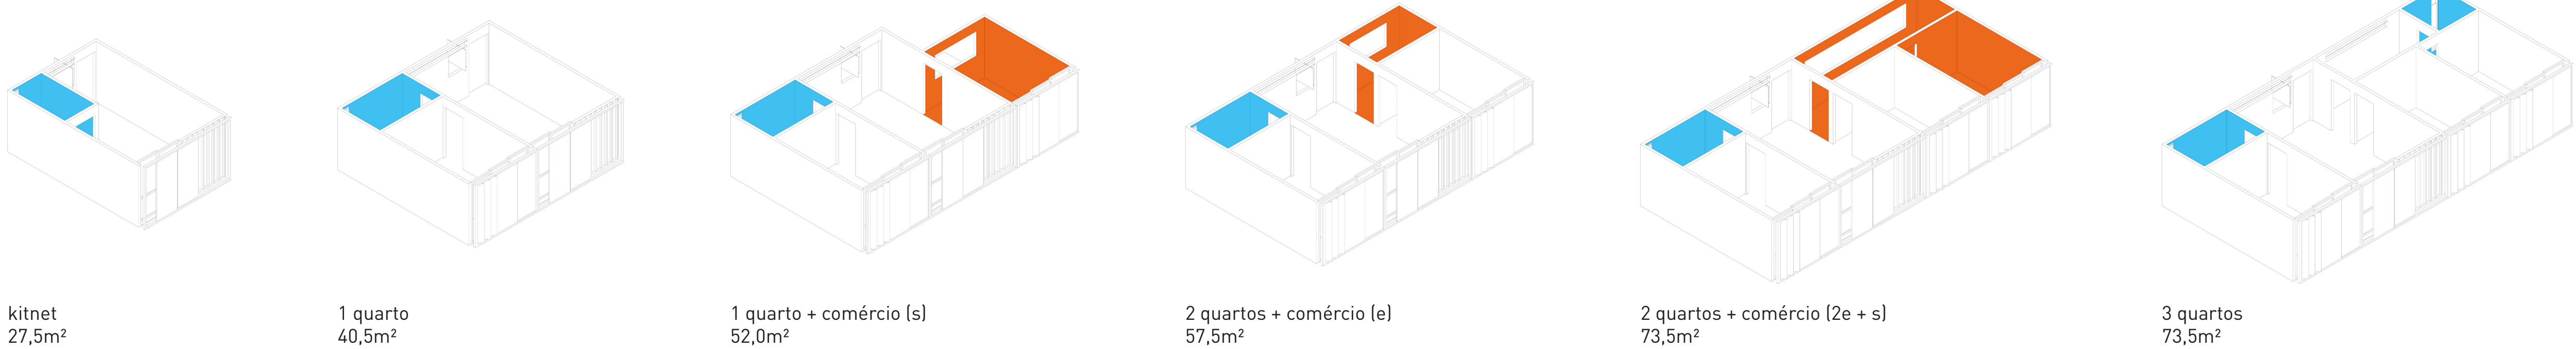 kitnet
27,5m²
1 quarto
40,5m²
1 quarto + comércio (s)
52,0m²
2 quartos + comércio (e)
57,5m²
2 quartos + comércio (2e + s)
73,5m²
3 quartos
73,5m²